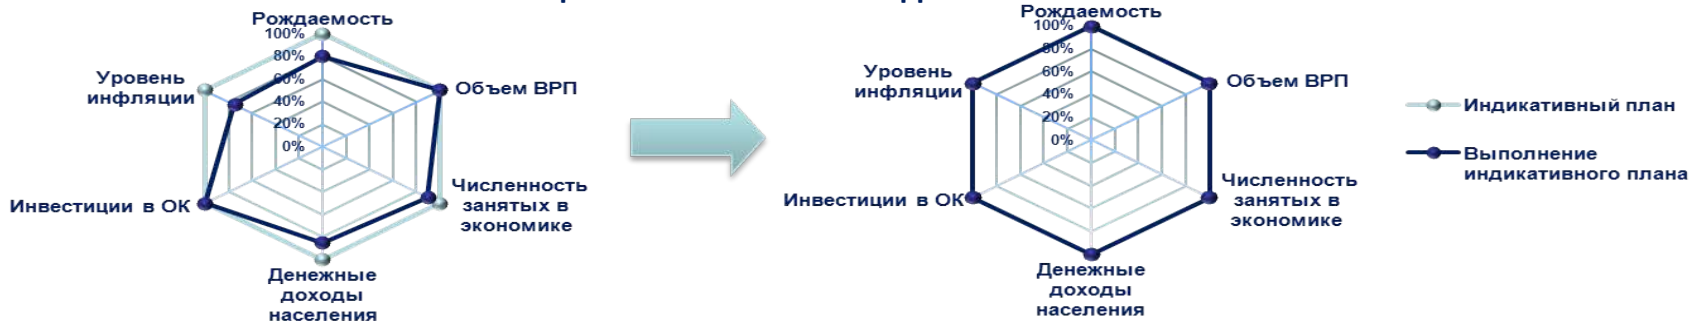 Рождаемость
100%
80%
60%
40%
20%
0%
Уровень
инфляции
Объем ВРП
Инвестиции в ОК
Численность
занятых в
экономике
Денежные
доходы
населения
Рождаемость
100%
80%
60%
40%
20%
0%
Уровень
инфляции
Объем ВРП
Инвестиции в ОК
Численность
занятых в
экономике
Денежные
доходы
населения
Индикативный план
Выполнение
индикативного плана